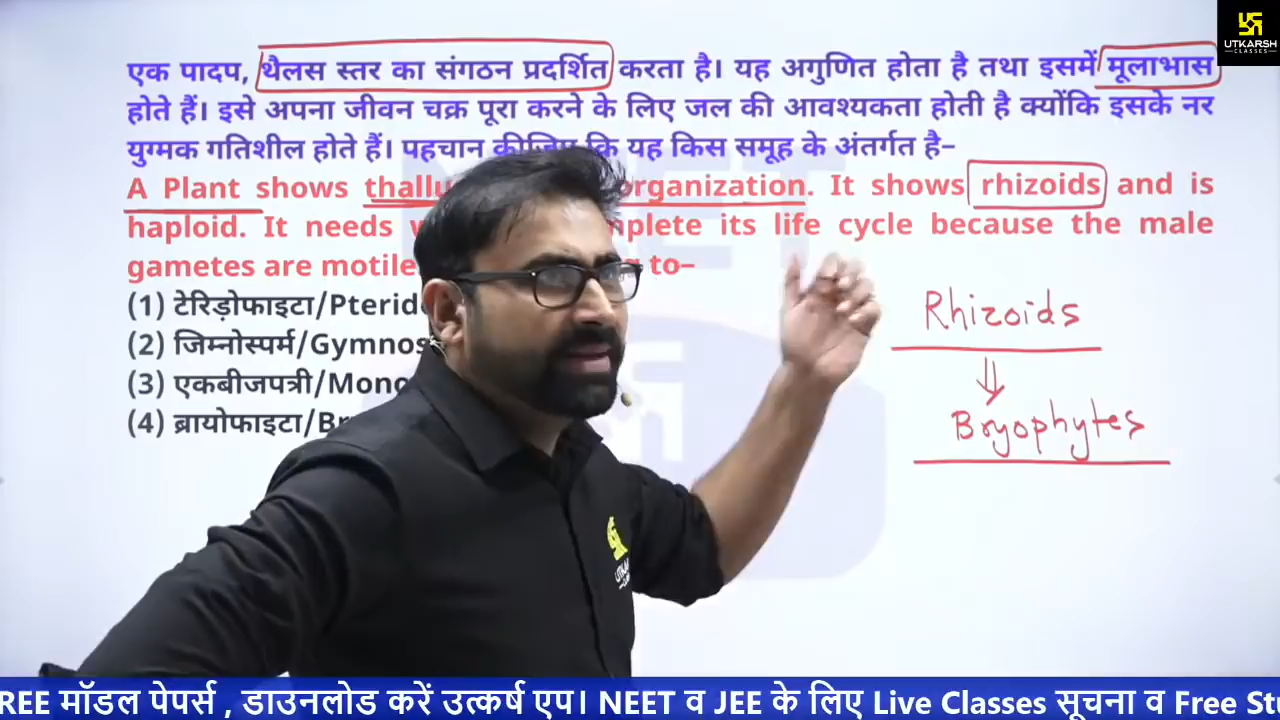 UTKARSH
CLASSES
एक पादप, थैलस स्तर का संगठन प्रदर्शित करता है। यह अगुणित होता है तथा इसमें मूलाभास
होते हैं। इसे अपना जीवन चक्र पूरा करने के लिए जल की आवश्यकता होती है क्योंकि इसके नर
युग्मक गतिशील होते हैं। पहचान कीजिए कि यह किस समूह के अंतर्गत है–
A Plant shows thallu organization. It shows rhizoids and is
haploid. It needs mplete its life cycle because the male
gametes are motile to–
(1) टेरिड़ोफाइटा/Pterid
(2) जिम्नोस्पर्म/Gymnos
(3) एकबीजपत्री/Mono
(4) ब्रायोफाइटा/Br
Rhizoids
Bryophytes
REE मॉडल पेपर्स , डाउनलोड करें उत्कर्ष एप। NEET व JEE के लिए Live Classes सूचना व Free Stu